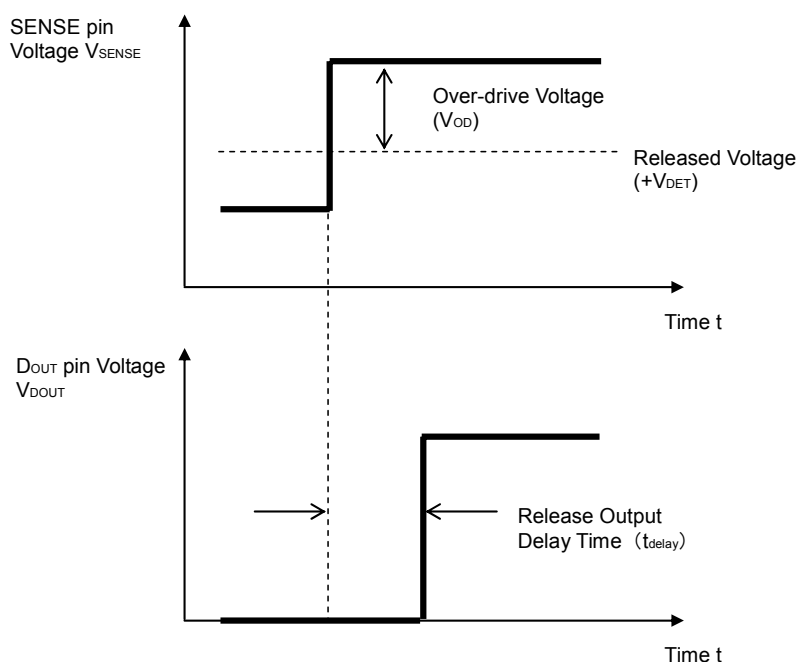 SENSE pin
Voltage VSENSE
Over-drive Voltage
(VOD)
Released Voltage
(+VDET)
Time t
DOUT pin Voltage
VDOUT
Release Output
Delay Time（tdelay）
Time t